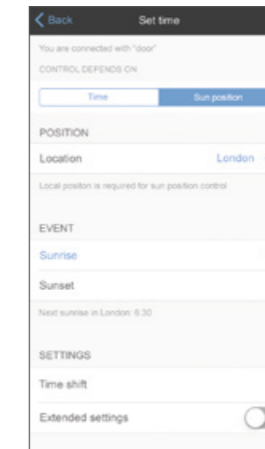 Back Set time
You are connected with "door"
CONTROL DEPENDS ON
Time Sun position
POSITION
Location London
Local positon is required for sun position control
EVENT
Sunrise
Sunset
Next sunrise in London: 6:30
SETTINGS
Time shift
Extended settings